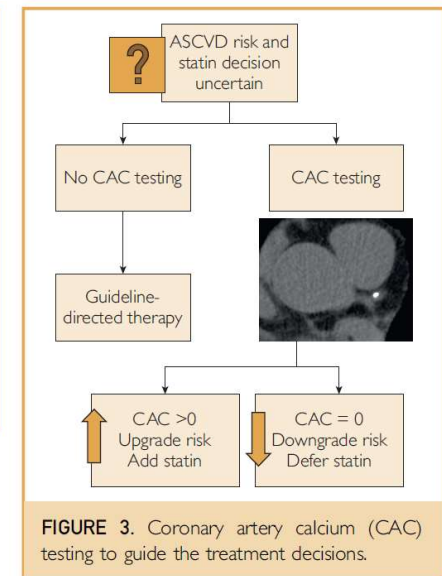 ?
ASCVD risk and
statin decision
uncertain
No CAC testing
CAC testing
Guideline-
directed therapy
CAC >0
Upgrade risk
Add statin
CAC = 0
Downgrade risk
Defer statin
FIGURE 3. Coronary artery calcium (CAC)
testing to guide the treatment decisions.